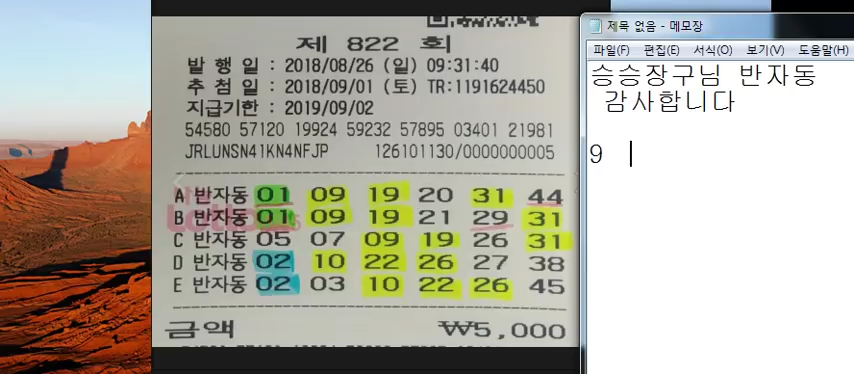 제 822 회
발 행 일 : 2018/08/26 (일) 09:31:40
추 첨 일 : 2018/09/01 (토) TR:1191624450
지급기한 : 2019/09/02
54580 57120 19924 59232 57895 03401 21981
JRLUNSN41KN4NFJP 126101130/0000000005
A 반자동 01 09 19 20 31 44
B 반자동 01 09 19 21 29 31
C 반자동 05 07 09 19 26 31
D 반자동 02 10 22 26 27 38
E 반자동 02 03 10 22 26 45
금액 ₩5,000
제목 없음 - 메모장
파일(F) 편집(E) 서식(O) 보기(V) 도움말(H)
승승장구님 반자동
감사합니다
9